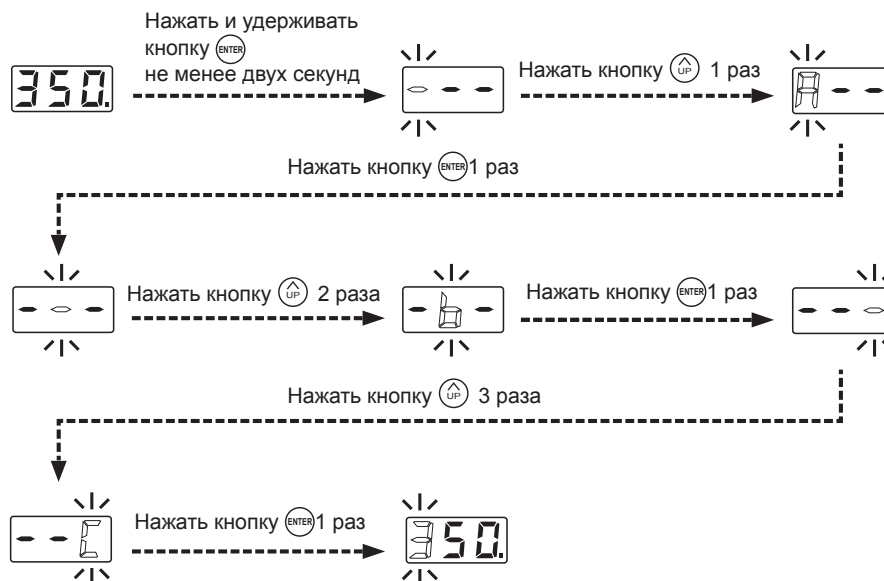 Нажать и удерживать
кнопку ENTER
не менее двух секунд
350.
- - -
Нажать кнопку UP 1 раз
A - -
Нажать кнопку ENTER 1 раз
- - -
Нажать кнопку UP 2 раза
- b -
Нажать кнопку ENTER 1 раз
- - -
Нажать кнопку UP 3 раза
- - C
Нажать кнопку ENTER 1 раз
350.